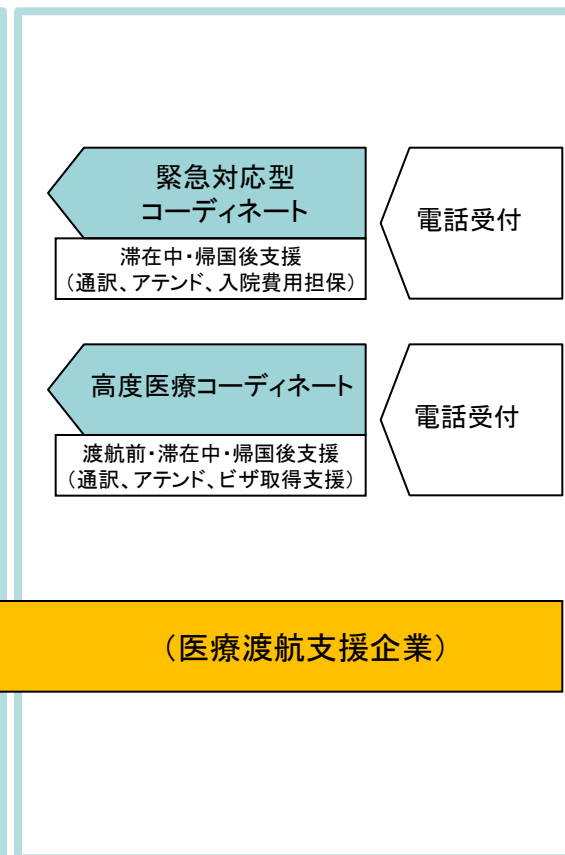 緊急対応型
コーディネート
電話受付
滞在中・帰国後支援
（通訳、アテンド、入院費用担保）
高度医療コーディネート
電話受付
渡航前・滞在中・帰国後支援
（通訳、アテンド、ビザ取得支援）
（医療渡航支援企業）